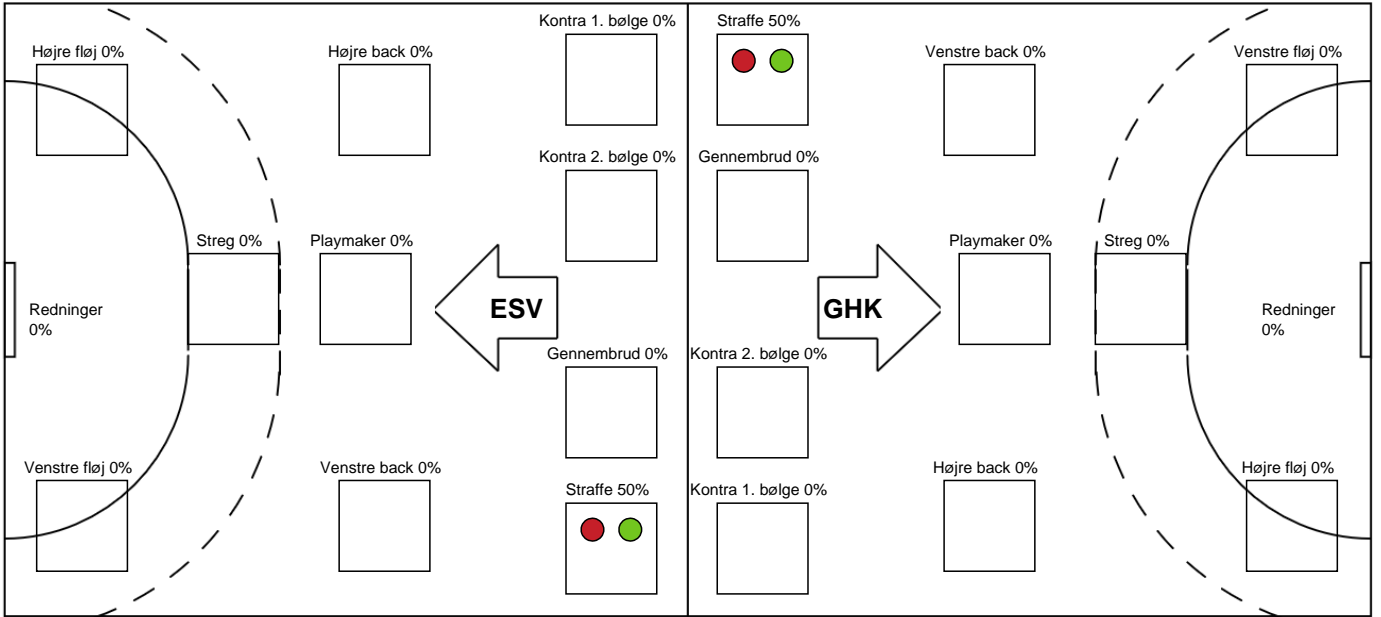 Kontra 1. bølge 0%
Straffe 50%
Højre fløj 0%
Højre back 0%
Venstre back 0%
Venstre fløj 0%
Kontra 2. bølge 0%
Gennembrud 0%
Streg 0%
Playmaker 0%
Playmaker 0%
Streg 0%
Redninger
0%
ESV
GHK
Redninger
0%
Gennembrud 0%
Kontra 2. bølge 0%
Venstre fløj 0%
Venstre back 0%
Højre back 0%
Højre fløj 0%
Straffe 50%
Kontra 1. bølge 0%